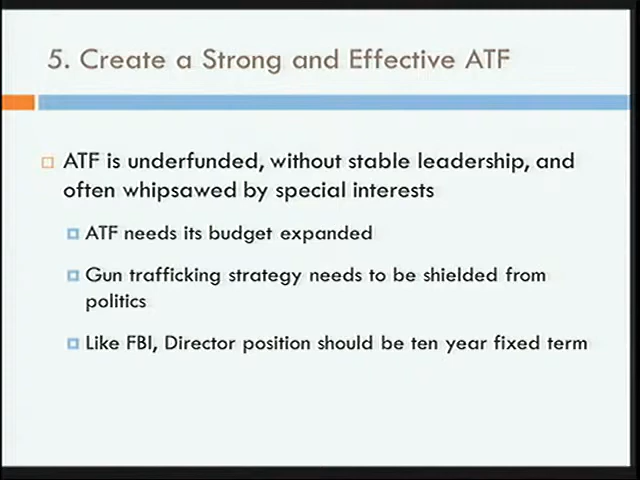 5. Create a Strong and Effective ATF
ATF is underfunded, without stable leadership, and
often whipsawed by special interests
ATF needs its budget expanded
Gun trafficking strategy needs to be shielded from
politics
Like FBI, Director position should be ten year fixed term